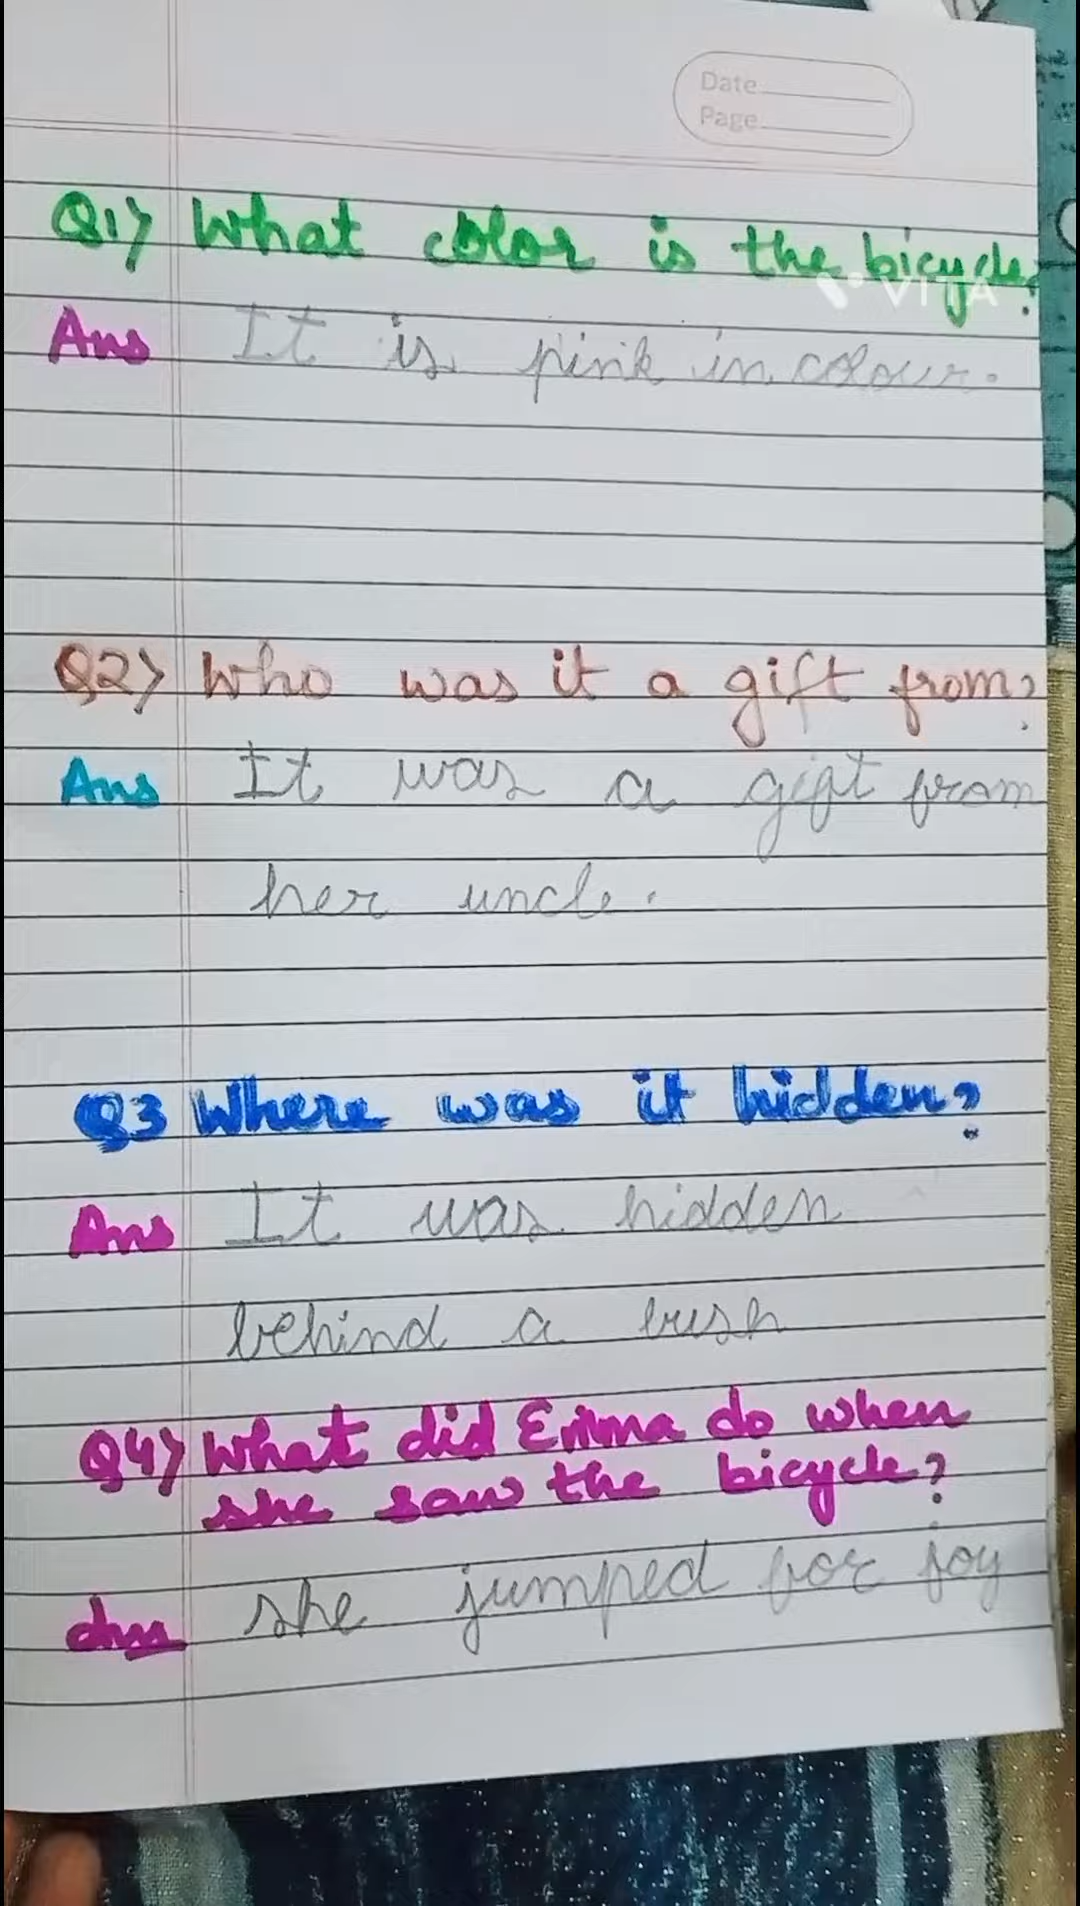 Date
Page
Q1) What color is the bicycle?
VITA
Ans It is pink in colour.
Q2) Who was it a gift from?
Ans It was a gift from
her uncle.
Q3 Where was it hidden?
Ans It was hidden
behind a bush
Q4) What did Emma do when
she saw the bicycle?
Ans she jumped for joy